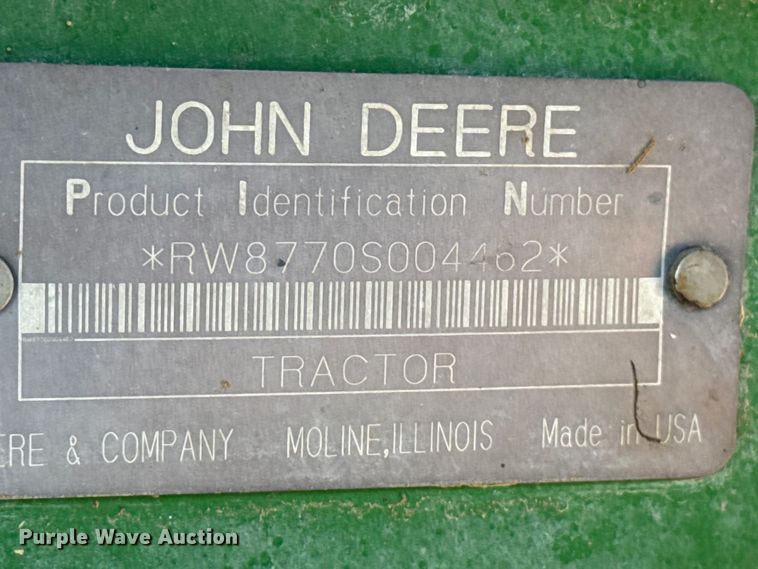 JOHN DEERE
Product Identification Number
*RW8770S004462*
TRACTOR
ERE & COMPANY MOLINE, ILLINOIS Made in USA
Purple Wave Auction